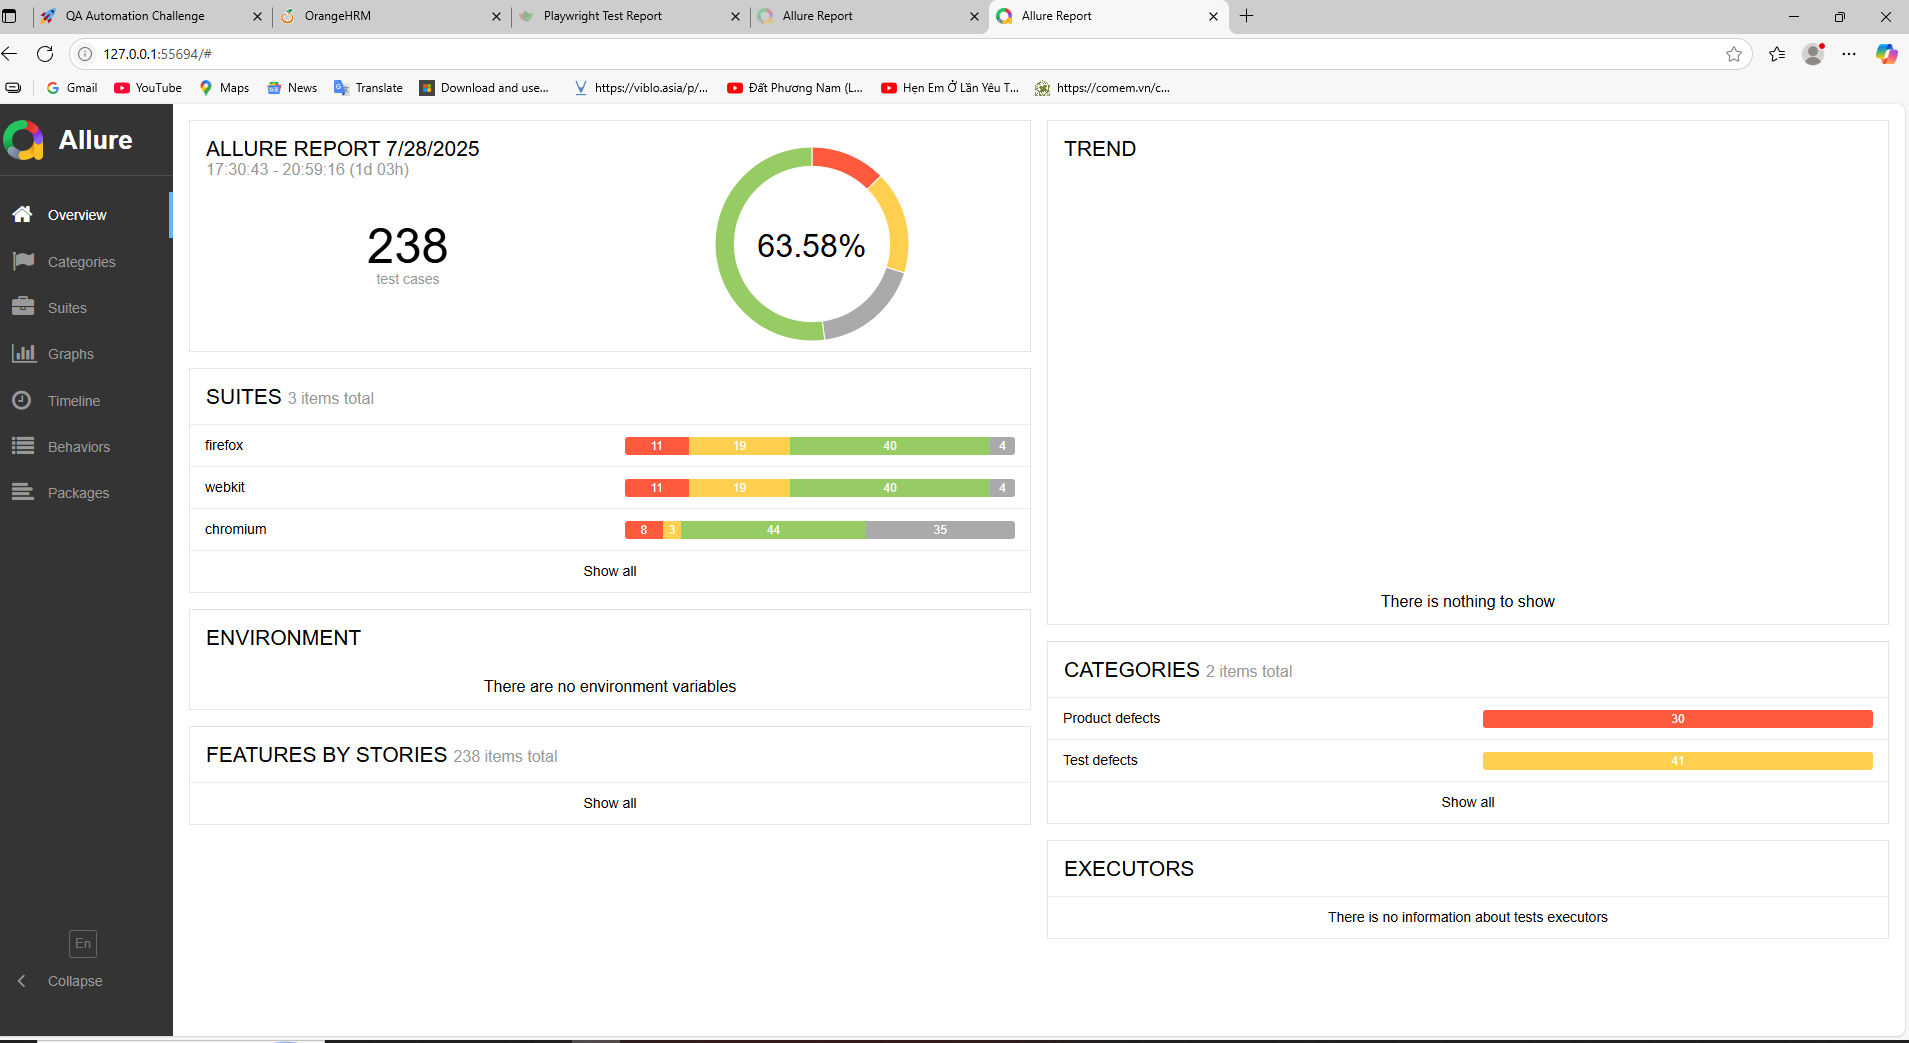 QA Automation Challenge
OrangeHRM
Playwright Test Report
Allure Report
Allure Report
127.0.0.1:55694/#
Gmail
YouTube
Maps
News
Translate
Download and use...
https://viblo.asia/p/...
Đất Phương Nam (L...
Hẹn Em Ở Lần Yêu T...
https://comem.vn/c...
Allure
Overview
Categories
Suites
Graphs
Timeline
Behaviors
Packages
En
Collapse
ALLURE REPORT 7/28/2025
17:30:43 - 20:59:16 (1d 03h)
238
test cases
63.58%
SUITES 3 items total
firefox 11 19 40 4
webkit 11 19 40 4
chromium 8 3 44 35
Show all
ENVIRONMENT
There are no environment variables
FEATURES BY STORIES 238 items total
Show all
TREND
There is nothing to show
CATEGORIES 2 items total
Product defects 30
Test defects 41
Show all
EXECUTORS
There is no information about tests executors